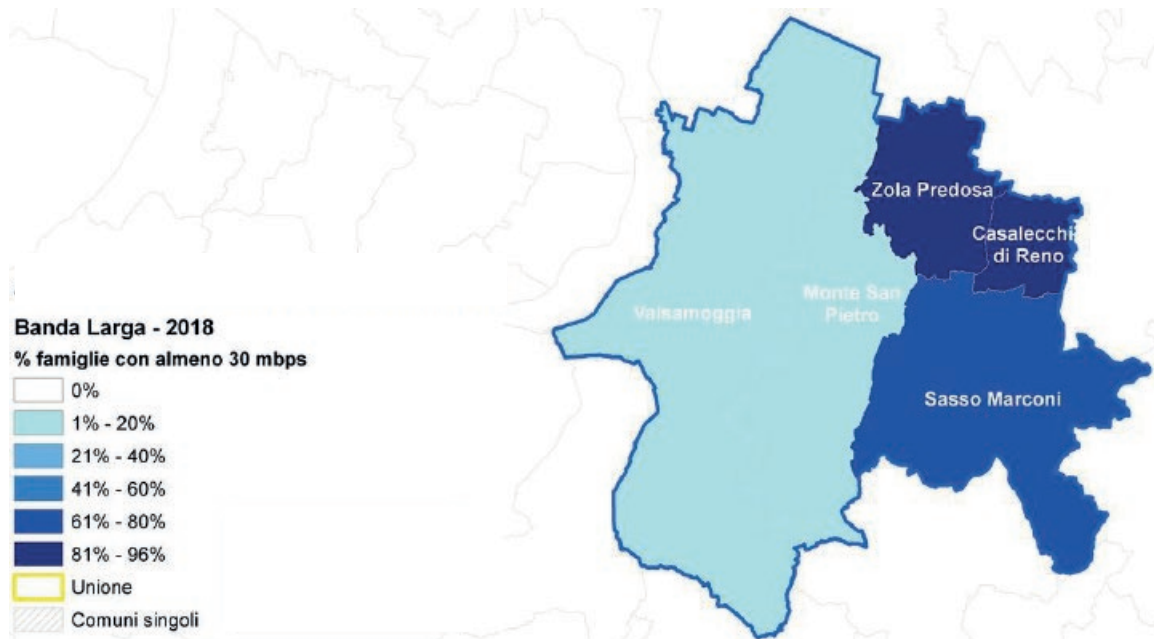 Zola Predosa
Casalecchi
di Reno
Valsamoggia
Monte San
Pietro
Sasso Marconi
Banda Larga - 2018
% famiglie con almeno 30 mbps
0%
1% - 20%
21% - 40%
41% - 60%
61% - 80%
81% - 96%
Unione
Comuni singoli